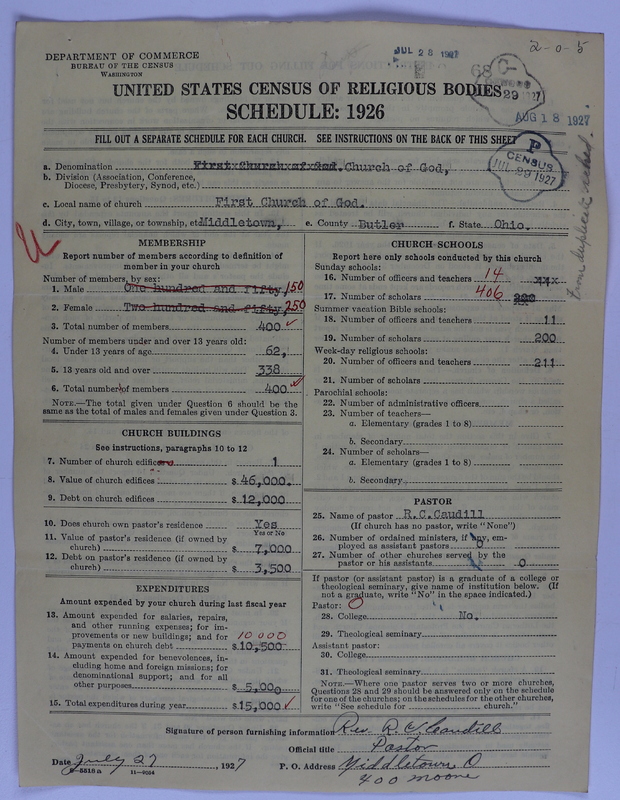 2-0-5
JUL 28 1927
DEPARTMENT OF COMMERCE
BUREAU OF THE CENSUS
WASHINGTON
68 C-
29 1927
AUG 18 1927
UNITED STATES CENSUS OF RELIGIOUS BODIES
SCHEDULE: 1926
FILL OUT A SEPARATE SCHEDULE FOR EACH CHURCH. SEE INSTRUCTIONS ON THE BACK OF THIS SHEET
P
CENSUS
JUL 29 1927
From duplicate
a. Denomination First Church of God. Church of God,
b. Division (Association, Conference,
Diocese, Presbytery, Synod, etc.)
c. Local name of church First Church of God.
d. City, town, village, or township, etc. Middletown, e. County Butler f. State Ohio.
MEMBERSHIP
Report number of members according to definition of
member in your church
Number of members, by sex:
1. Male One hundred and fifty, 150
2. Female Two hundred and fifty, 250
3. Total number of members 400
Number of members under and over 13 years old:
4. Under 13 years of age 62,
5. 13 years old and over 338
6. Total number of members 400
NOTE.—The total given under Question 6 should be the
same as the total of males and females given under Question 3.
CHURCH BUILDINGS
See instructions, paragraphs 10 to 12
7. Number of church edifices 1
8. Value of church edifices $46,000.
9. Debt on church edifices $12,000
10. Does church own pastor's residence Yes
Yes or No
11. Value of pastor's residence (if owned by
church) $7,000
12. Debt on pastor's residence (if owned by
church) $3,500
EXPENDITURES
Amount expended by your church during last fiscal year
13. Amount expended for salaries, repairs,
and other running expenses; for im-
provements or new buildings; and for 10000
payments on church debt $10,500
14. Amount expended for benevolences, in-
cluding home and foreign missions; for
denominational support; and for all
other purposes $5,000
15. Total expenditures during year $15,000
CHURCH SCHOOLS
Report here only schools conducted by this church
Sunday schools:
16. Number of officers and teachers 14
17. Number of scholars 406
Summer vacation Bible schools:
18. Number of officers and teachers 11
19. Number of scholars 200
Week-day religious schools:
20. Number of officers and teachers 211
21. Number of scholars
Parochial schools:
22. Number of administrative officers
23. Number of teachers—
a. Elementary (grades 1 to 8)
b. Secondary
24. Number of scholars—
a. Elementary (grades 1 to 8)
b. Secondary
PASTOR
25. Name of pastor R.C.Caudill
(If church has no pastor, write "None")
26. Number of ordained ministers, if any, em-
ployed as assistant pastors 0
27. Number of other churches served by the
pastor or his assistants 0
If pastor (or assistant pastor) is a graduate of a college or
theological seminary, give name of institution below. (If
not a graduate, write "No" in the space indicated.)
Pastor: 0
28. College No.
29. Theological seminary
Assistant pastor:
30. College
31. Theological seminary
NOTE.—Where one pastor serves two or more churches,
Questions 28 and 29 should be answered only on the schedule
for one of the churches; on the schedules for the other churches,
write "See schedule for church."
Signature of person furnishing information Rev. R. C. Caudill
Official title Pastor
Date July 27, 1927 P. O. Address Middletown, O
400 moore
8-5518a 11-2054